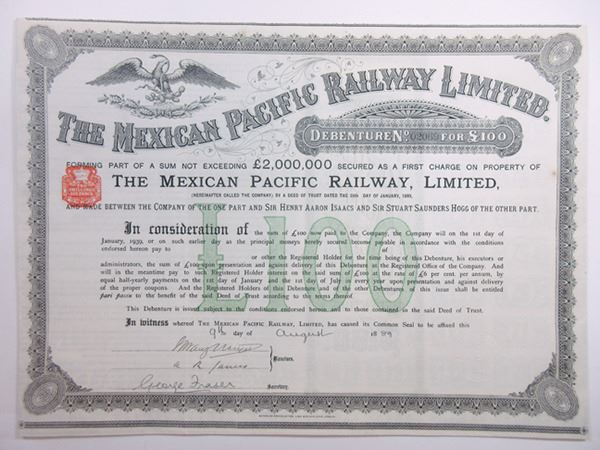 THE MEXICAN PACIFIC RAILWAY LIMITED.
DEBENTURE No 02069 FOR £100
FORMING PART OF A SUM NOT EXCEEDING £2,000,000 SECURED AS A FIRST CHARGE ON PROPERTY OF
THE MEXICAN PACIFIC RAILWAY, LIMITED,
(HEREINAFTER CALLED THE COMPANY) BY A DEED OF TRUST DATED THE DAY OF JANUARY, 1889,
AND MADE BETWEEN THE COMPANY OF THE ONE PART AND SIR HENRY AARON ISAACS AND SIR STUART SAUNDERS HOGG OF THE OTHER PART.
£100
In consideration of the sum of £100 now paid to the Company, the Company will on the 1st day of
January, 1939, or on such earlier day as the principal moneys hereby secured become payable in accordance with the conditions
endorsed hereon pay to of
or other the Registered Holder for the time being of this Debenture, his executors or
administrators, the sum of £100 on presentation against and delivery of this Debenture at the Registered Office of the Company. And
will in the meantime pay to such Registered Holder interest on the said sum of £100 at the rate of £6 per cent. per annum, by
equal half-yearly payments on the 1st of January and the 1st of July of every year upon presentation and against delivery
of the proper coupons and the Registered Holders of this Debenture and of the other Debentures of this issue shall be entitled
pari passu to the benefit of the said Deed of Trust according to the terms thereof.
This Debenture is issued subject to the conditions endorsed hereon and to those contained in the said Deed of Trust.
In witness whereof THE MEXICAN PACIFIC RAILWAY, LIMITED, has caused its Common Seal to be affixed this
9th day of August 1889
Directors.
George Fraser Secretary.